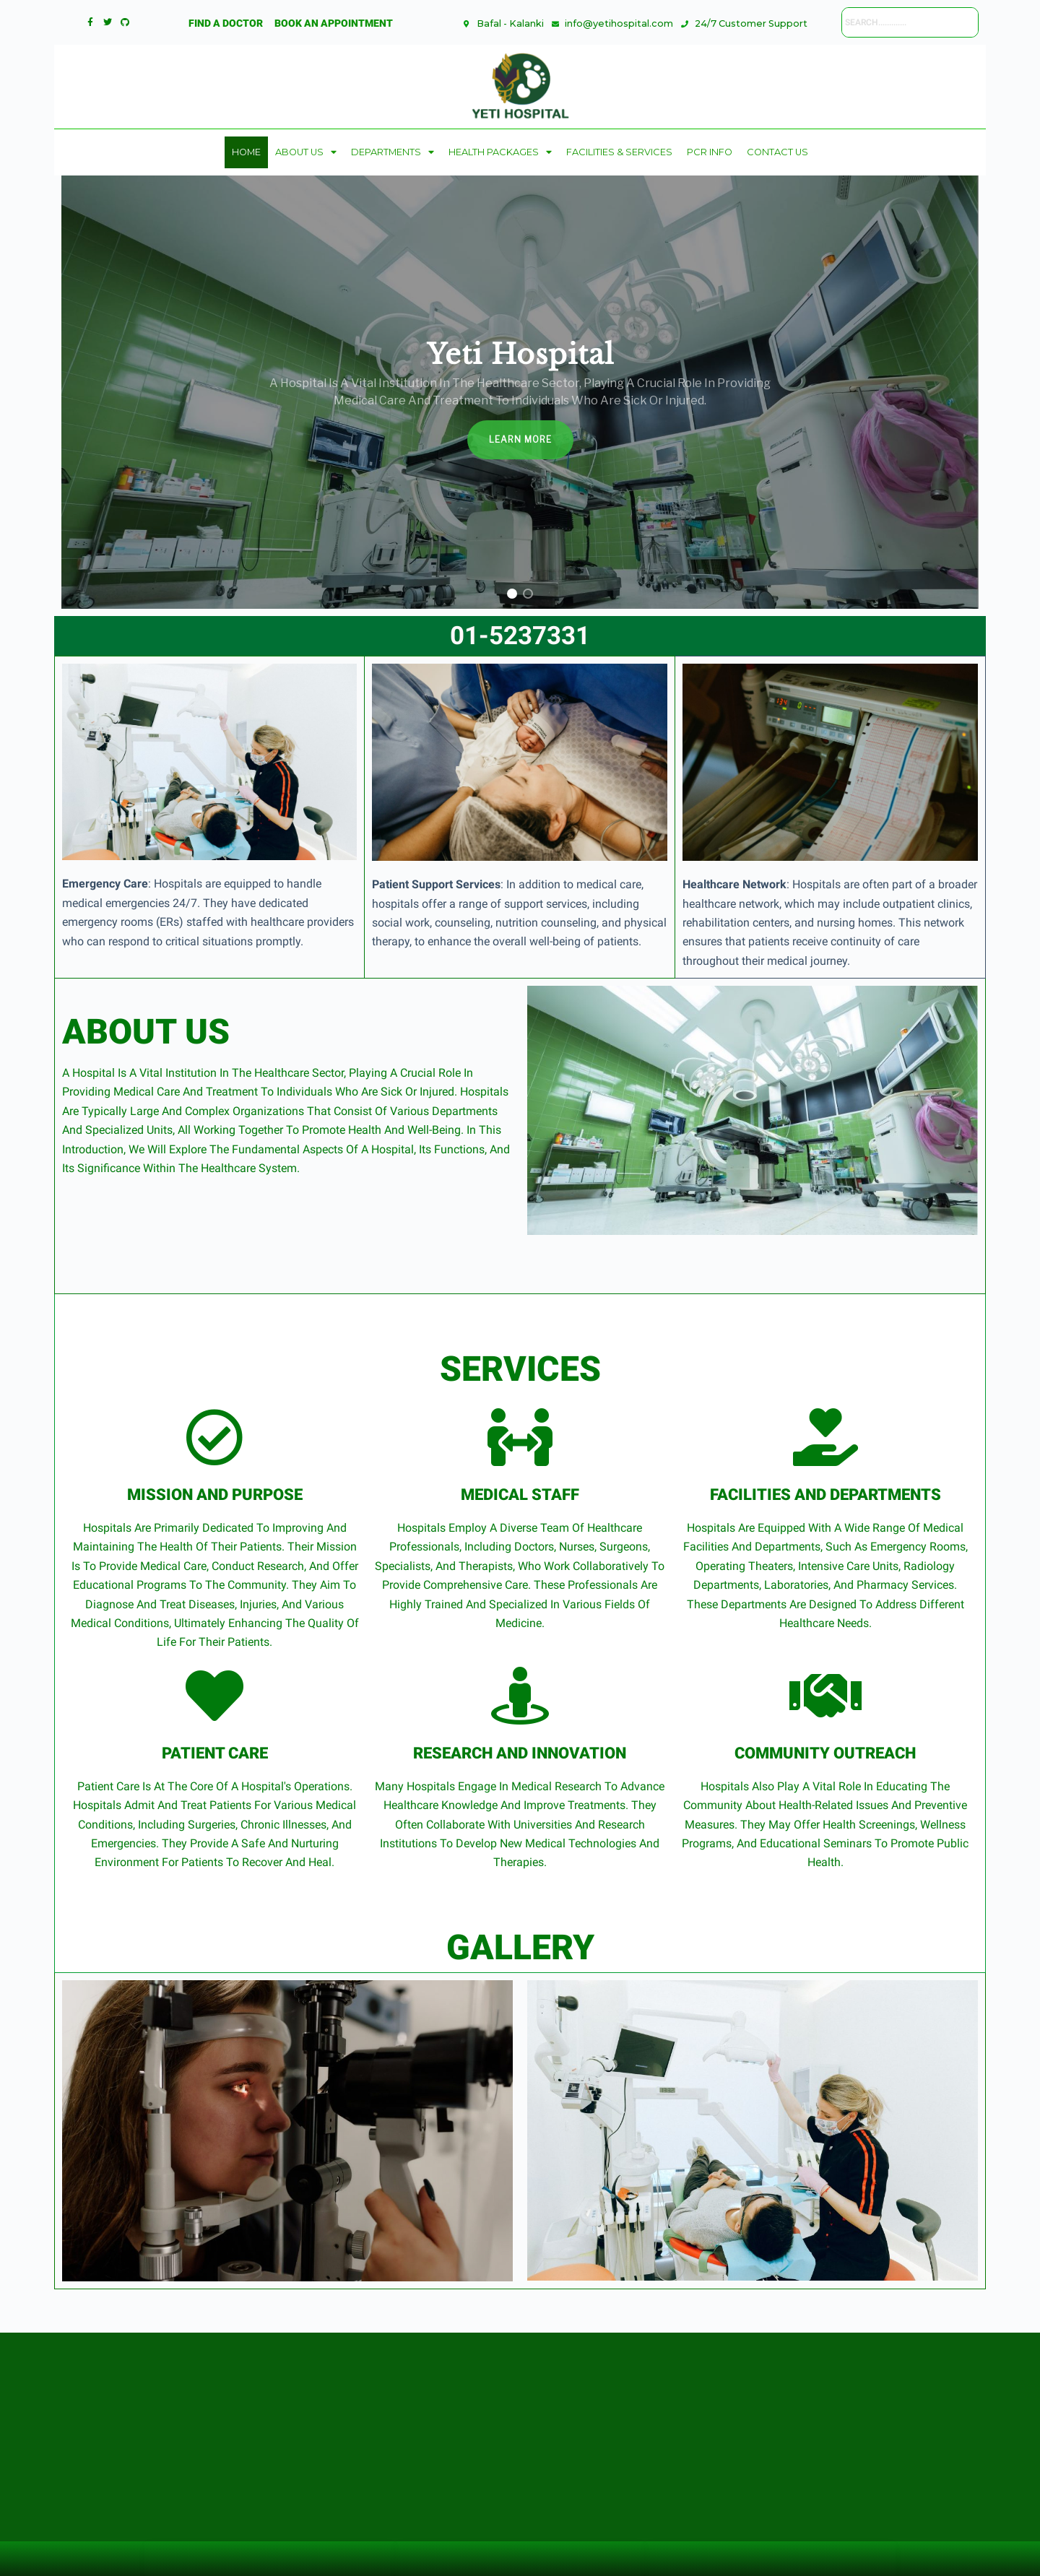 FIND A DOCTOR BOOK AN APPOINTMENT Bafal - Kalanki info@yetihospital.com 24/7 Customer Support SEARCH............
YETI HOSPITAL
HOME ABOUT US DEPARTMENTS HEALTH PACKAGES FACILITIES & SERVICES PCR INFO CONTACT US
Yeti Hospital
A Hospital Is A Vital Institution In The Healthcare Sector, Playing A Crucial Role In Providing
Medical Care And Treatment To Individuals Who Are Sick Or Injured.
LEARN MORE
01-5237331
Emergency Care: Hospitals are equipped to handle
medical emergencies 24/7. They have dedicated
emergency rooms (ERs) staffed with healthcare providers
who can respond to critical situations promptly.
Patient Support Services: In addition to medical care,
hospitals offer a range of support services, including
social work, counseling, nutrition counseling, and physical
therapy, to enhance the overall well-being of patients.
Healthcare Network: Hospitals are often part of a broader
healthcare network, which may include outpatient clinics,
rehabilitation centers, and nursing homes. This network
ensures that patients receive continuity of care
throughout their medical journey.
ABOUT US
A Hospital Is A Vital Institution In The Healthcare Sector, Playing A Crucial Role In
Providing Medical Care And Treatment To Individuals Who Are Sick Or Injured. Hospitals
Are Typically Large And Complex Organizations That Consist Of Various Departments
And Specialized Units, All Working Together To Promote Health And Well-Being. In This
Introduction, We Will Explore The Fundamental Aspects Of A Hospital, Its Functions, And
Its Significance Within The Healthcare System.
SERVICES
MISSION AND PURPOSE
Hospitals Are Primarily Dedicated To Improving And
Maintaining The Health Of Their Patients. Their Mission
Is To Provide Medical Care, Conduct Research, And Offer
Educational Programs To The Community. They Aim To
Diagnose And Treat Diseases, Injuries, And Various
Medical Conditions, Ultimately Enhancing The Quality Of
Life For Their Patients.
MEDICAL STAFF
Hospitals Employ A Diverse Team Of Healthcare
Professionals, Including Doctors, Nurses, Surgeons,
Specialists, And Therapists, Who Work Collaboratively To
Provide Comprehensive Care. These Professionals Are
Highly Trained And Specialized In Various Fields Of
Medicine.
FACILITIES AND DEPARTMENTS
Hospitals Are Equipped With A Wide Range Of Medical
Facilities And Departments, Such As Emergency Rooms,
Operating Theaters, Intensive Care Units, Radiology
Departments, Laboratories, And Pharmacy Services.
These Departments Are Designed To Address Different
Healthcare Needs.
PATIENT CARE
Patient Care Is At The Core Of A Hospital's Operations.
Hospitals Admit And Treat Patients For Various Medical
Conditions, Including Surgeries, Chronic Illnesses, And
Emergencies. They Provide A Safe And Nurturing
Environment For Patients To Recover And Heal.
RESEARCH AND INNOVATION
Many Hospitals Engage In Medical Research To Advance
Healthcare Knowledge And Improve Treatments. They
Often Collaborate With Universities And Research
Institutions To Develop New Medical Technologies And
Therapies.
COMMUNITY OUTREACH
Hospitals Also Play A Vital Role In Educating The
Community About Health-Related Issues And Preventive
Measures. They May Offer Health Screenings, Wellness
Programs, And Educational Seminars To Promote Public
Health.
GALLERY